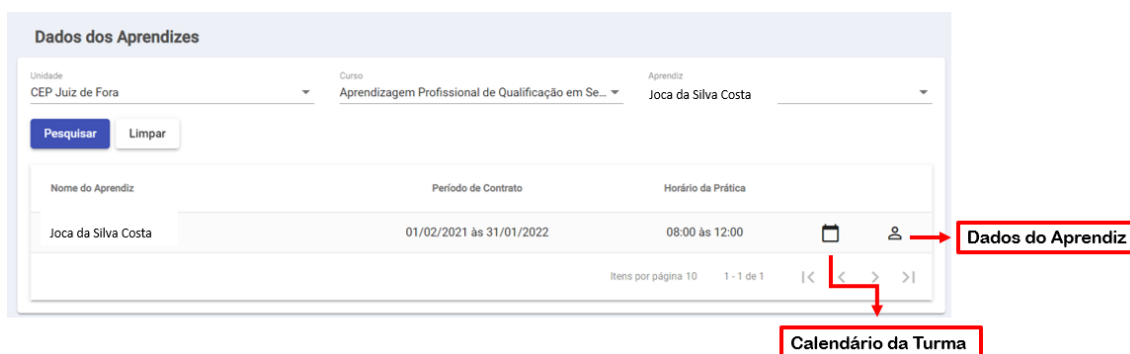 Dados dos Aprendizes
Unidade Curso Aprendiz
CEP Juiz de Fora Aprendizagem Profissional de Qualificação em Se... Joca da Silva Costa
Pesquisar Limpar
Nome do Aprendiz Período de Contrato Horário da Prática
Joca da Silva Costa 01/02/2021 às 31/01/2022 08:00 às 12:00
Dados do Aprendiz
Itens por página 10 1 - 1 de 1
Calendário da Turma